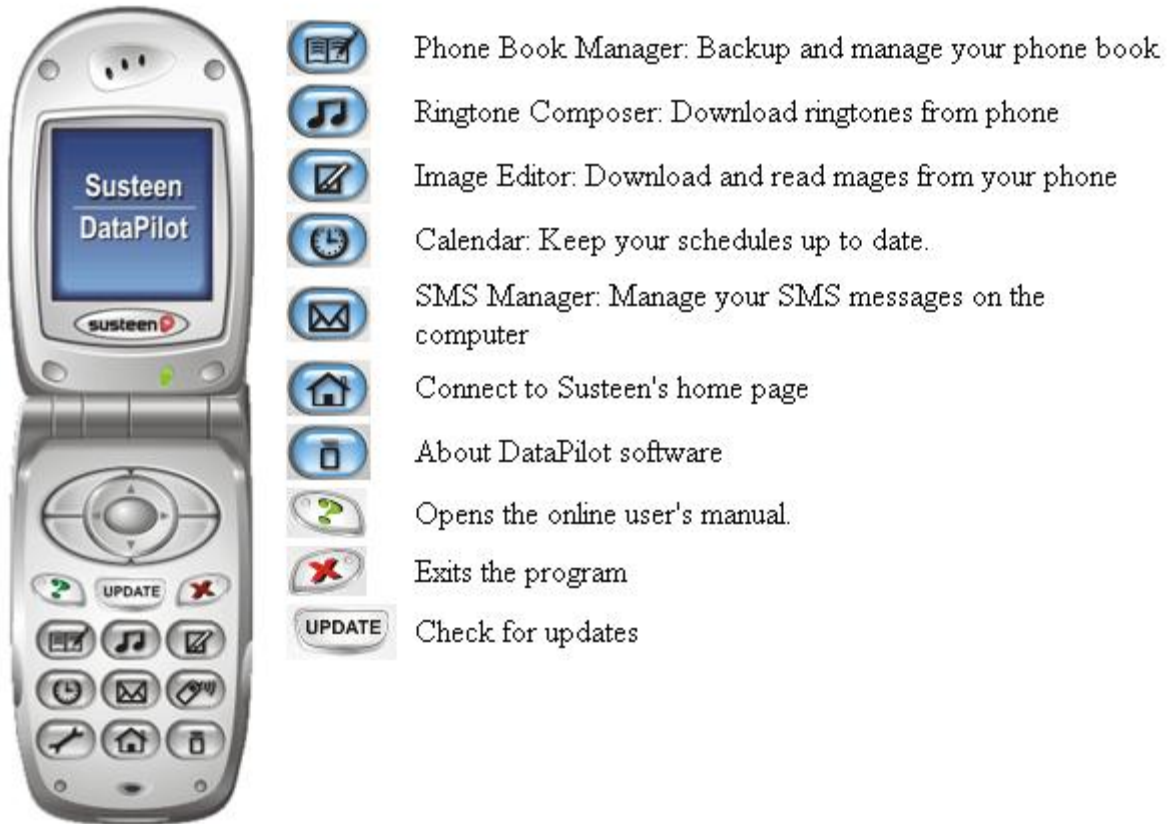 Susteen
DataPilot
susteen
UPDATE
Phone Book Manager: Backup and manage your phone book
Ringtone Composer: Download ringtones from phone
Image Editor: Download and read mages from your phone
Calendar: Keep your schedules up to date.
SMS Manager: Manage your SMS messages on the
computer
Connect to Susteen's home page
About DataPilot software
Opens the online user's manual.
Exits the program
UPDATE
Check for updates